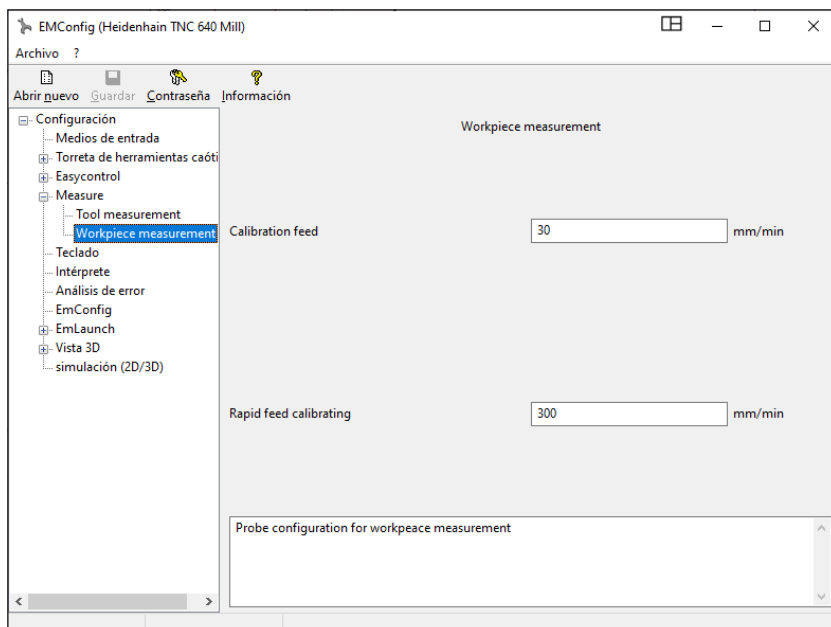 EMConfig (Heidenhain TNC 640 Mill)
Archivo ?
Abrir nuevo Guardar Contraseña Información
Configuración
Medios de entrada
Torreta de herramientas caóti
Easycontrol
Measure
Tool measurement
Workpiece measurement
Teclado
Intérprete
Análisis de error
EmConfig
EmLaunch
Vista 3D
simulación (2D/3D)
Workpiece measurement
Calibration feed 30 mm/min
Rapid feed calibrating 300 mm/min
Probe configuration for workpeace measurement